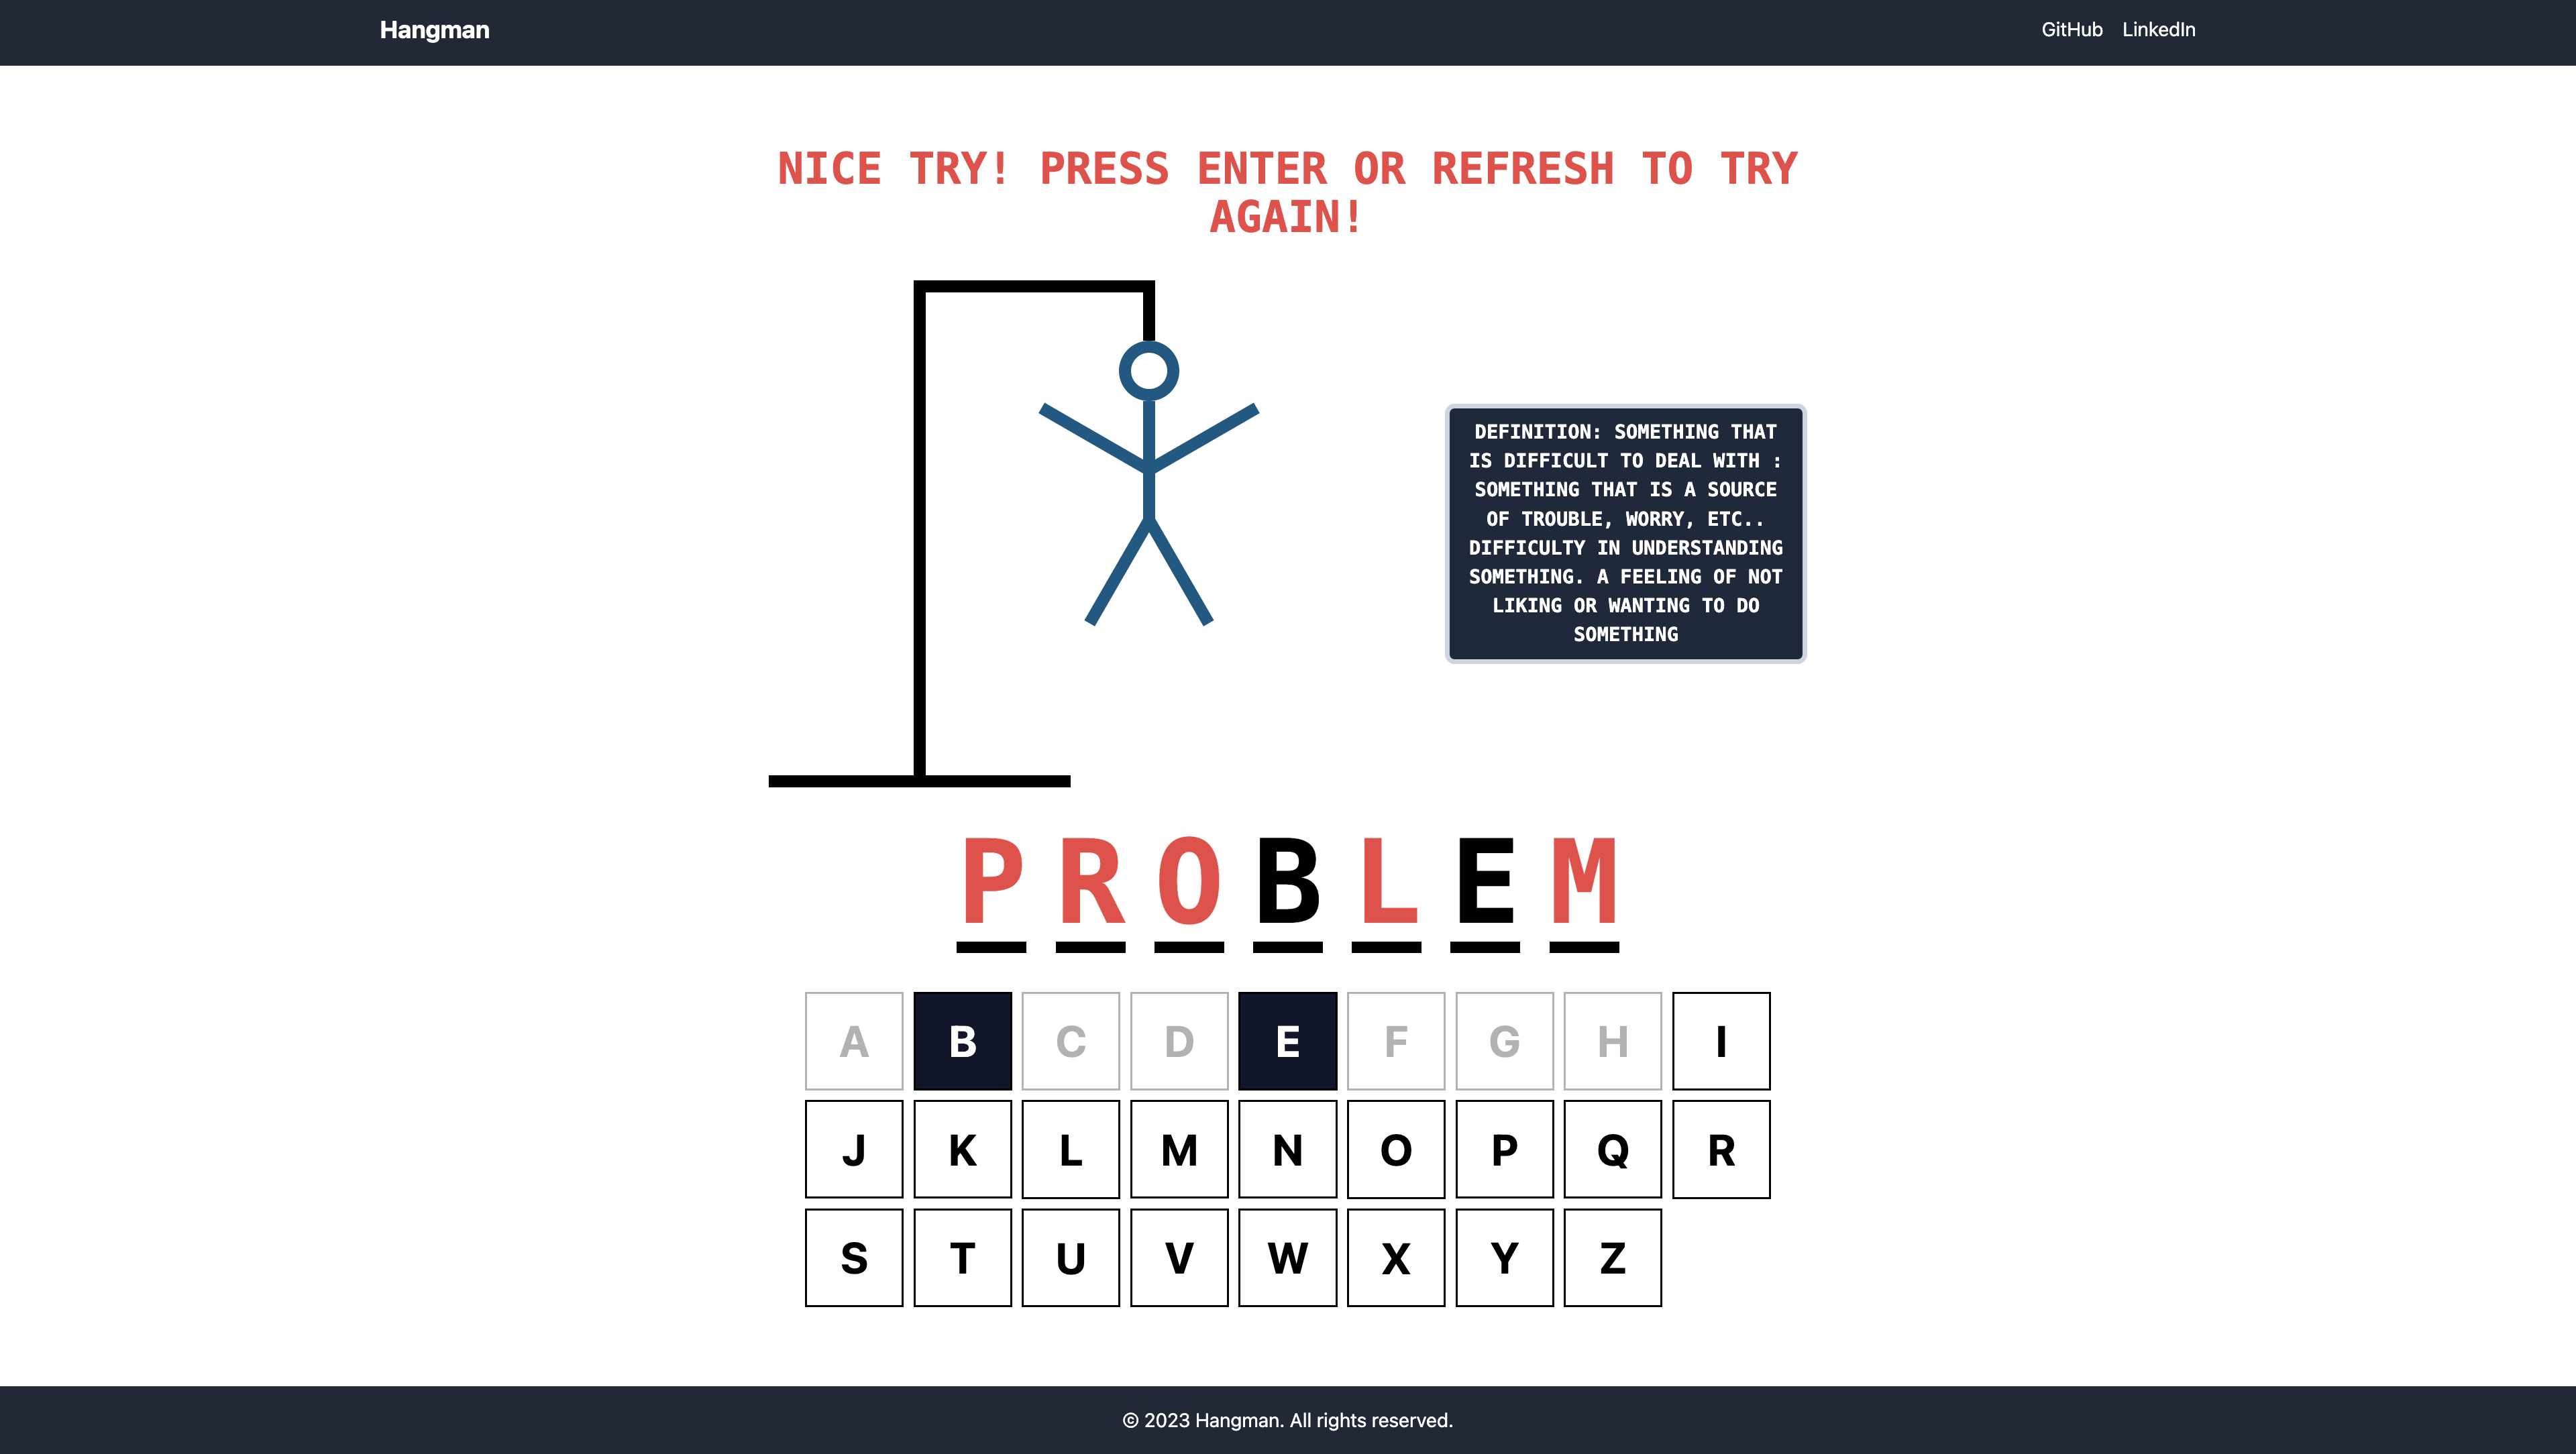 Hangman
GitHub LinkedIn
NICE TRY! PRESS ENTER OR REFRESH TO TRY
AGAIN!
DEFINITION: SOMETHING THAT
IS DIFFICULT TO DEAL WITH :
SOMETHING THAT IS A SOURCE
OF TROUBLE, WORRY, ETC..
DIFFICULTY IN UNDERSTANDING
SOMETHING. A FEELING OF NOT
LIKING OR WANTING TO DO
SOMETHING
P R O B L E M
A B C D E F G H I
J K L M N O P Q R
S T U V W X Y Z
© 2023 Hangman. All rights reserved.